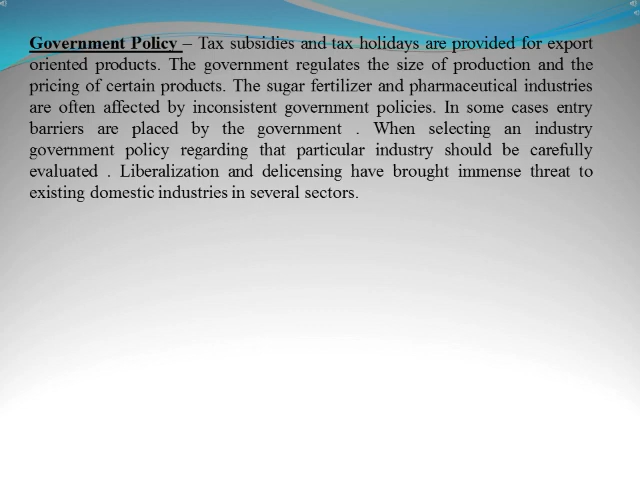 Government Policy – Tax subsidies and tax holidays are provided for export
oriented products. The government regulates the size of production and the
pricing of certain products. The sugar fertilizer and pharmaceutical industries
are often affected by inconsistent government policies. In some cases entry
barriers are placed by the government . When selecting an industry
government policy regarding that particular industry should be carefully
evaluated . Liberalization and delicensing have brought immense threat to
existing domestic industries in several sectors.